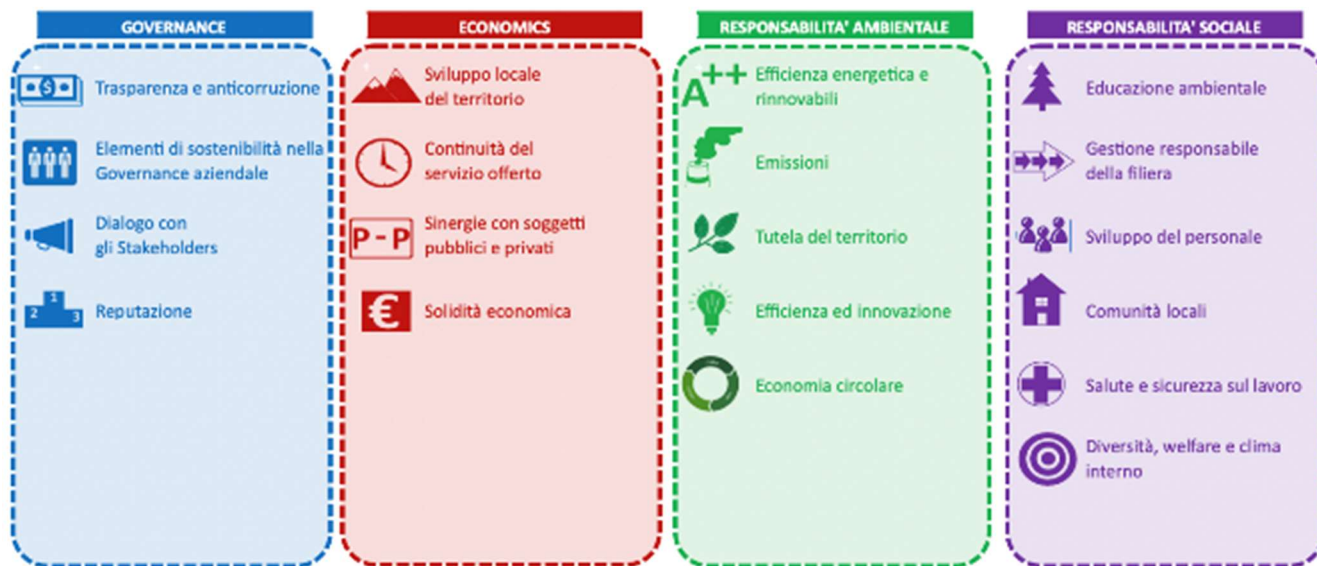 GOVERNANCE
Trasparenza e anticorruzione
Elementi di sostenibilità nella
Governance aziendale
Dialogo con
gli Stakeholders
1
2
3
Reputazione
ECONOMICS
Sviluppo locale
del territorio
Continuità del
servizio offerto
P-P
Sinergie con soggetti
pubblici e privati
€
Solidità economica
RESPONSABILITA' AMBIENTALE
A++
Efficienza energetica e
rinnovabili
Emissioni
Tutela del territorio
Efficienza ed innovazione
Economia circolare
RESPONSABILITA' SOCIALE
Educazione ambientale
Gestione responsabile
della filiera
Sviluppo del personale
Comunità locali
Salute e sicurezza sul lavoro
Diversità, welfare e clima
interno